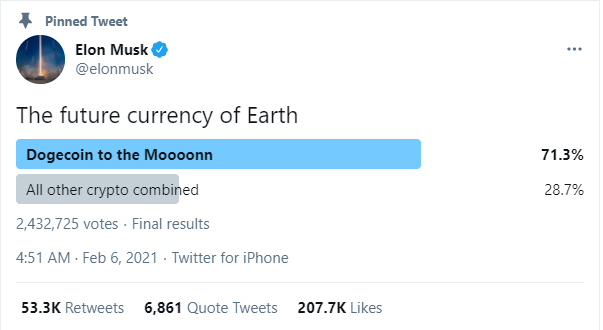 Pinned Tweet
Elon Musk
@elonmusk
The future currency of Earth
Dogecoin to the Moooonn 71.3%
All other crypto combined 28.7%
2,432,725 votes · Final results
4:51 AM · Feb 6, 2021 · Twitter for iPhone
53.3K Retweets 6,861 Quote Tweets 207.7K Likes